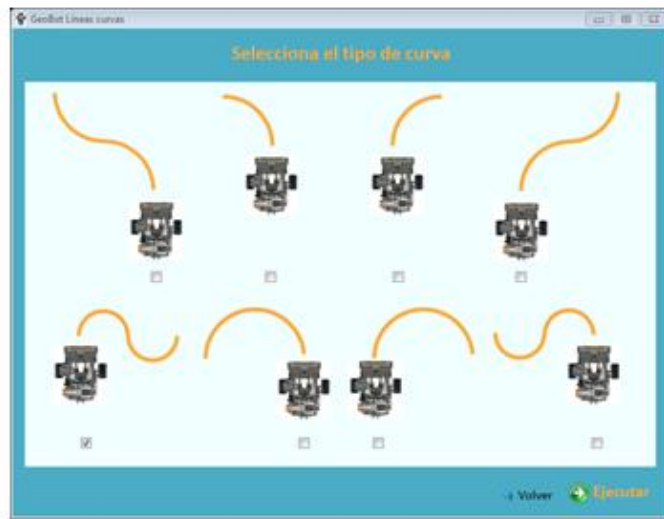 GeoBot Líneas curvas
Selecciona el tipo de curva
Volver
Ejecutar